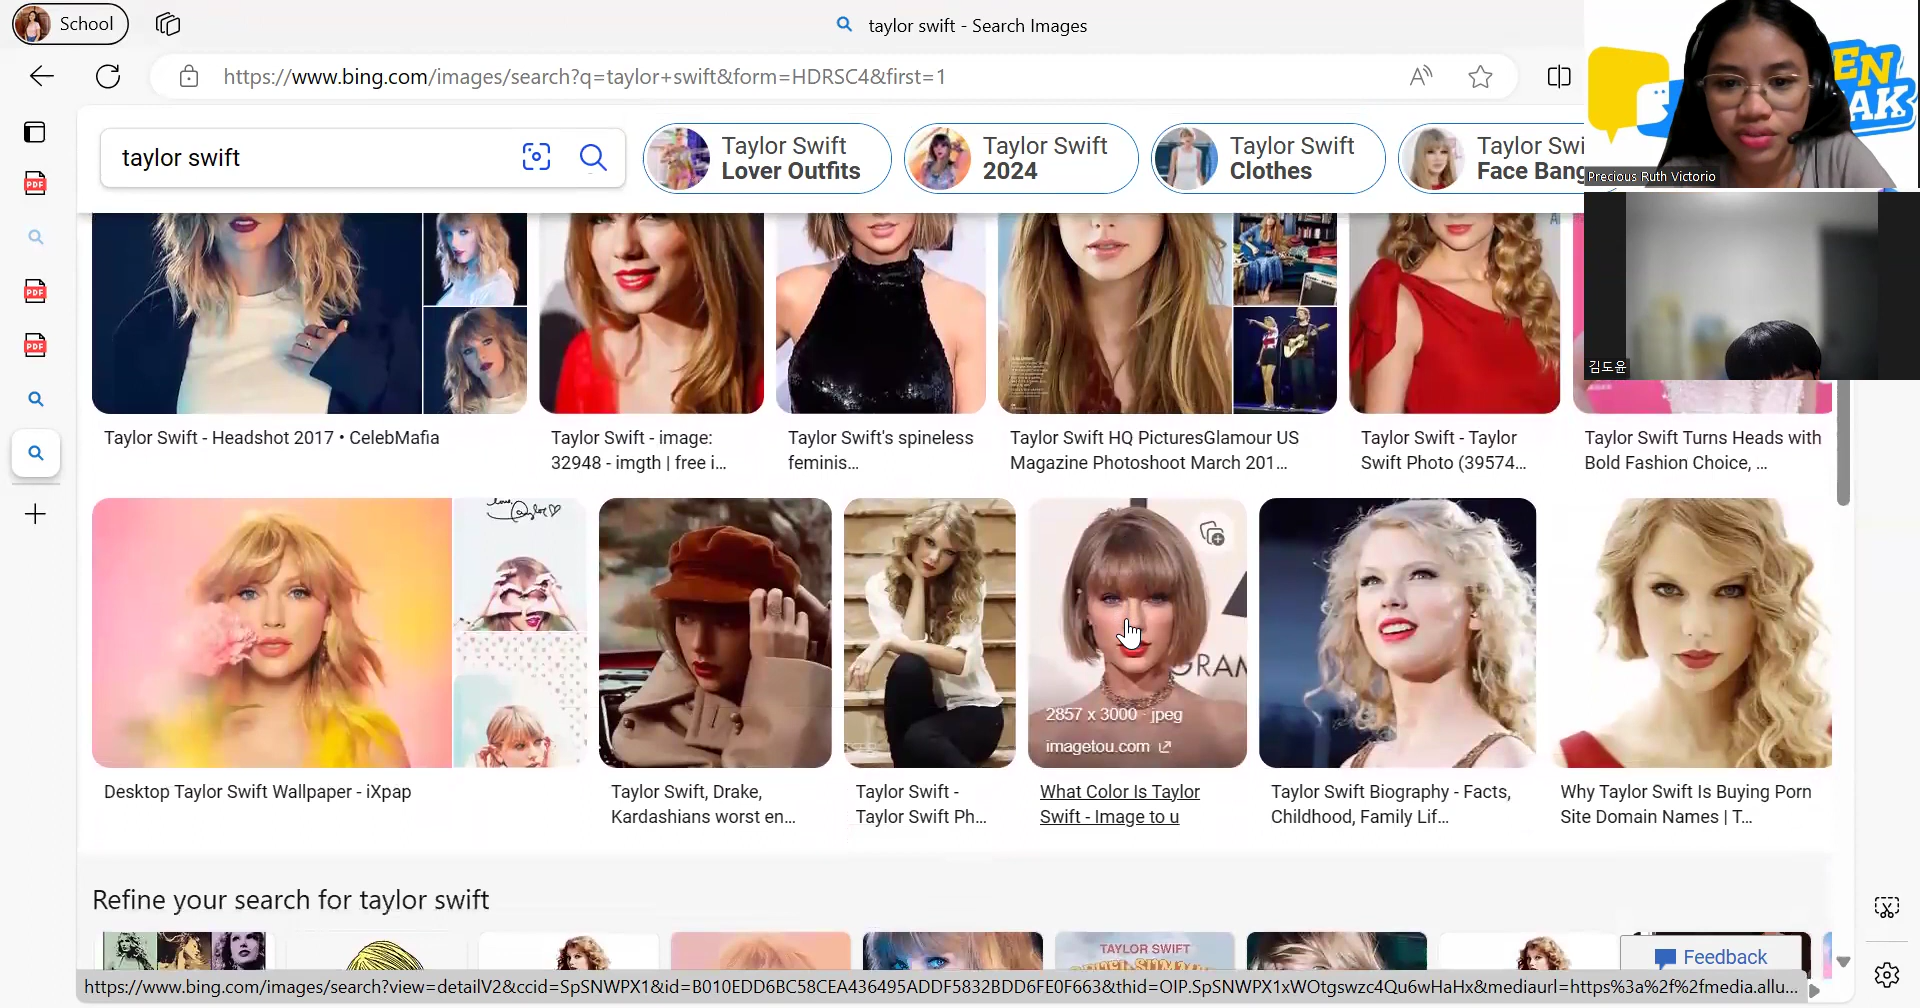 School
taylor swift - Search Images
https://www.bing.com/images/search?q=taylor+swift&form=HDRSC4&first=1
EN
AK
Precious Ruth Victorio
김도윤
taylor swift
Taylor Swift
Lover Outfits
Taylor Swift
2024
Taylor Swift
Clothes
Taylor Swi
Face Bang
Taylor Swift - Headshot 2017 • CelebMafia
Taylor Swift - image:
32948 - imgth | free i...
Taylor Swift's spineless
feminis...
Taylor Swift HQ PicturesGlamour US
Magazine Photoshoot March 201...
Taylor Swift - Taylor
Swift Photo (39574...
Taylor Swift Turns Heads with
Bold Fashion Choice, ...
GRAM
2857 x 3000 · jpeg
imagetou.com
Desktop Taylor Swift Wallpaper - iXpap
Taylor Swift, Drake,
Kardashians worst en...
Taylor Swift -
Taylor Swift Ph...
What Color Is Taylor
Swift - Image to u
Taylor Swift Biography - Facts,
Childhood, Family Lif...
Why Taylor Swift Is Buying Porn
Site Domain Names | T...
Refine your search for taylor swift
TAYLOR SWIFT
Feedback
PDF
PDF
PDF
https://www.bing.com/images/search?view=detailV2&ccid=SpSNWPX1&id=B010EDD6BC58CEA436495ADDF5832BDD6FE0F663&thid=OIP.SpSNWPX1xWOtgswzc4Qu6wHaHx&mediaurl=https%3a%2f%2fmedia.allu...